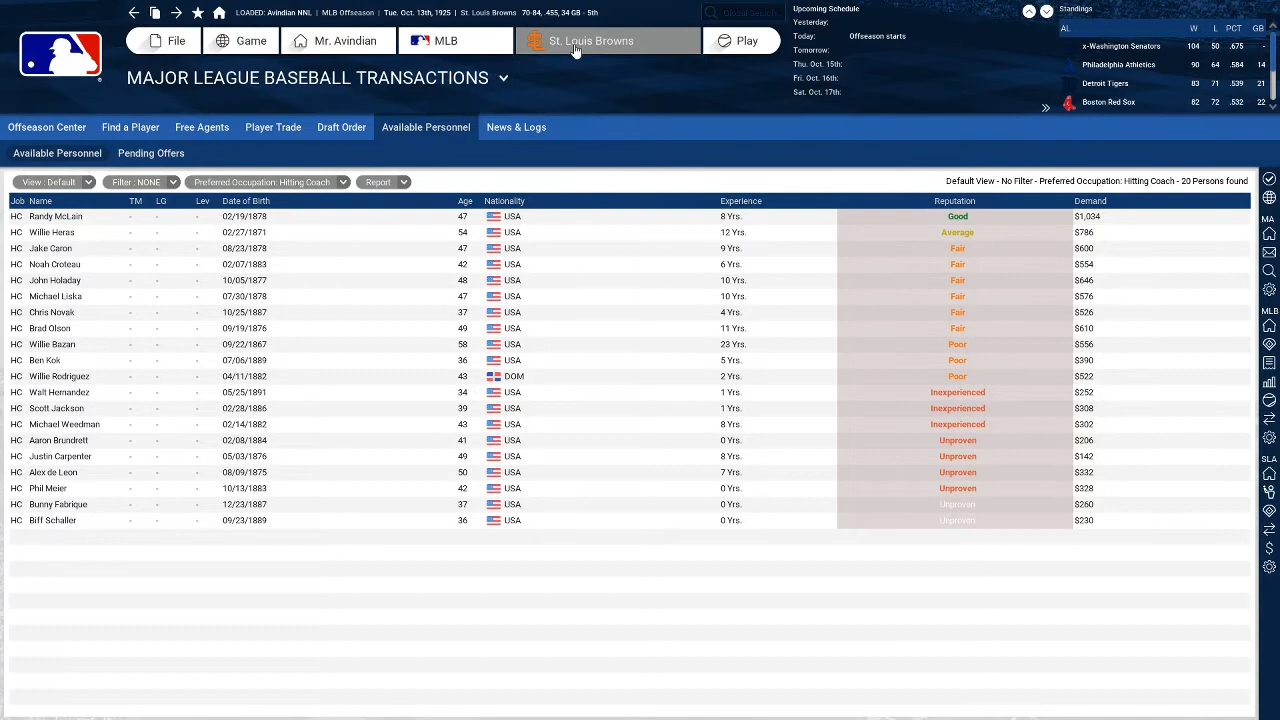 LOADED: Avindian NNL | MLB Offseason | Tue. Oct. 13th, 1925 | St. Louis Browns 70-84, .455, 34 GB - 5th
Global search
File
Game
Mr. Avindian
MLB
St. Louis Browns
Play
MAJOR LEAGUE BASEBALL TRANSACTIONS
Upcoming Schedule
Yesterday:
Today: Offseason starts
Tomorrow:
Thu. Oct. 15th:
Fri. Oct. 16th:
Sat. Oct. 17th:
Standings
AL W L PCT GB
x-Washington Senators 104 50 .675 -
Philadelphia Athletics 90 64 .584 14
Detroit Tigers 83 71 .539 21
Boston Red Sox 82 72 .532 22
Offseason Center Find a Player Free Agents Player Trade Draft Order Available Personnel News & Logs
Available Personnel Pending Offers
View : Default Filter : NONE Preferred Occupation: Hitting Coach Report
Default View - No Filter - Preferred Occupation: Hitting Coach - 20 Persons found
Job Name TM LG Lev Date of Birth Age Nationality Experience Reputation Demand
HC Randy McLain - - - 02/19/1878 47 USA 8 Yrs. Good $1,034
HC Willie Heras - - - 02/27/1871 54 USA 12 Yrs. Average $786
HC Jake Caron - - - 08/23/1878 47 USA 9 Yrs. Fair $600
HC Noah Croteau - - - 02/07/1883 42 USA 6 Yrs. Fair $554
HC John Holaday - - - 10/05/1877 48 USA 10 Yrs. Fair $646
HC Michael Liska - - - 07/30/1878 47 USA 10 Yrs. Fair $576
HC Chris Novak - - - 37 USA 4 Yrs. Fair $526
HC Brad Olson - - - 09/19/1876 49 USA 11 Yrs. Fair $610
HC Willie Bazan - - - 09/22/1867 58 USA 23 Yrs. Poor $556
HC Ben Kok - - - 07/06/1889 36 USA 5 Yrs. Poor $390
HC Willie Rodriguez - - - 04/11/1882 43 DOM 2 Yrs. Poor $522
HC Walt Hernandez - - - 05/25/1891 34 USA 1 Yrs. Inexperienced $252
HC Scott Jackson - - - 02/28/1886 39 USA 1 Yrs. Inexperienced $308
HC Michael Weedman - - - 04/14/1882 43 USA 8 Yrs. Inexperienced $302
HC Aaron Brundrett - - - 02/08/1884 41 USA 0 Yrs. Unproven $206
HC Justin Carpenter - - - 05/03/1876 49 USA 8 Yrs. Unproven $142
HC Alex de Leon - - - 08/09/1875 50 USA 7 Yrs. Unproven $332
HC Phil Meier - - - 42 USA 0 Yrs. Unproven $328
HC Bunny Fabrique - - - 12/23/1887 37 USA 0 Yrs. Unproven $260
HC Biff Schaller - - - 02/23/1889 36 USA 0 Yrs. Unproven $230
MA
MLB
SLA